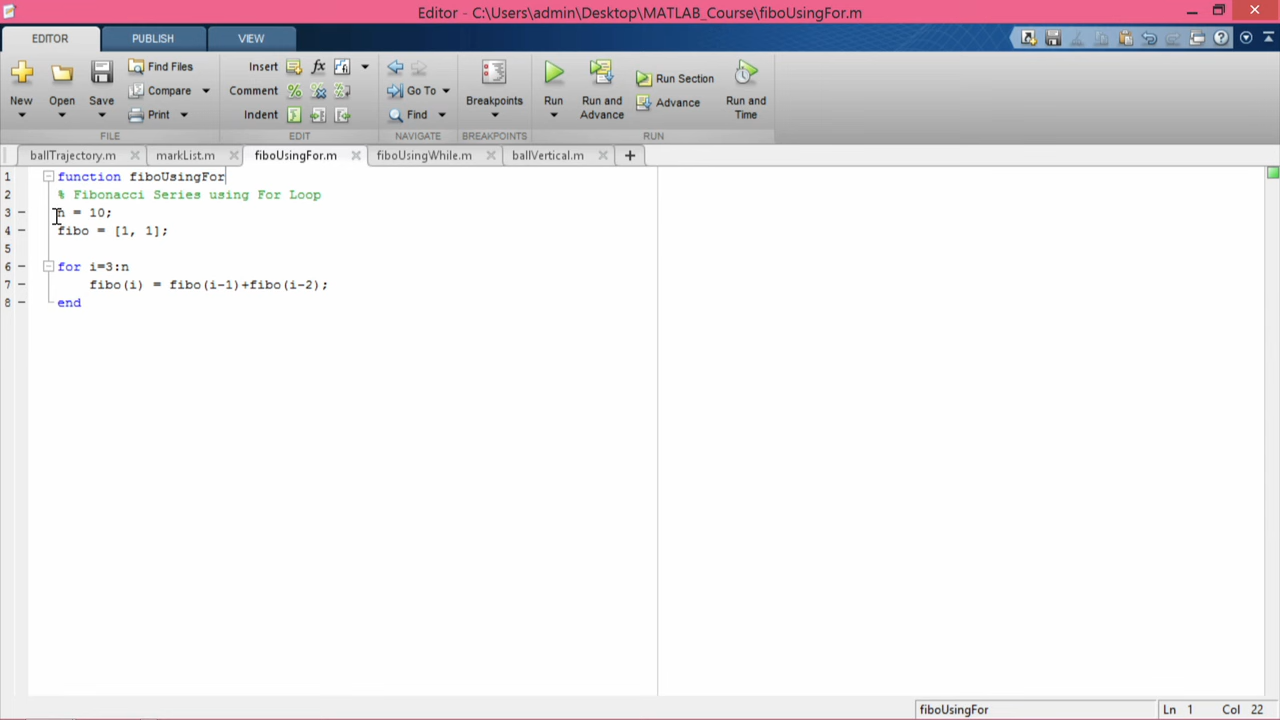 Editor - C:\Users\admin\Desktop\MATLAB_Course\fiboUsingFor.m
EDITOR PUBLISH VIEW
New Open Save Find Files Compare Print
Insert Comment Indent
Go To Find
Breakpoints
Run Run and Advance Run Section Advance Run and Time
FILE EDIT NAVIGATE BREAKPOINTS RUN
ballTrajectory.m markList.m fiboUsingFor.m fiboUsingWhile.m ballVertical.m
1 function fiboUsingFor
2 % Fibonacci Series using For Loop
3 n = 10;
4 fibo = [1, 1];
5
6 for i=3:n
7 fibo(i) = fibo(i-1)+fibo(i-2);
8 end
fiboUsingFor Ln 1 Col 22